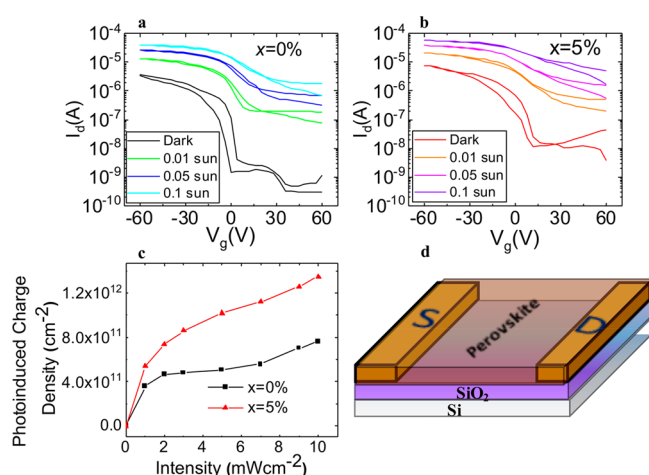 a
x=0%
10⁻³
10⁻⁴
10⁻⁵
10⁻⁶
10⁻⁷
10⁻⁸
10⁻⁹
10⁻¹⁰
I_d(A)
Dark
0.01 sun
0.05 sun
0.1 sun
-60 -30 0 30 60
V_g(V)
b
x=5%
10⁻³
10⁻⁴
10⁻⁵
10⁻⁶
10⁻⁷
10⁻⁸
10⁻⁹
10⁻¹⁰
I_d(A)
Dark
0.01 sun
0.05 sun
0.1 sun
-60 -30 0 30 60
V_g(V)
c
Photoinduced Charge
Density (cm⁻²)
1.2x10¹²
8.0x10¹¹
4.0x10¹¹
0.0
x=0%
x=5%
0 2 4 6 8 10
Intensity (mWcm⁻²)
d
S
Perovskite
D
SiO₂
Si